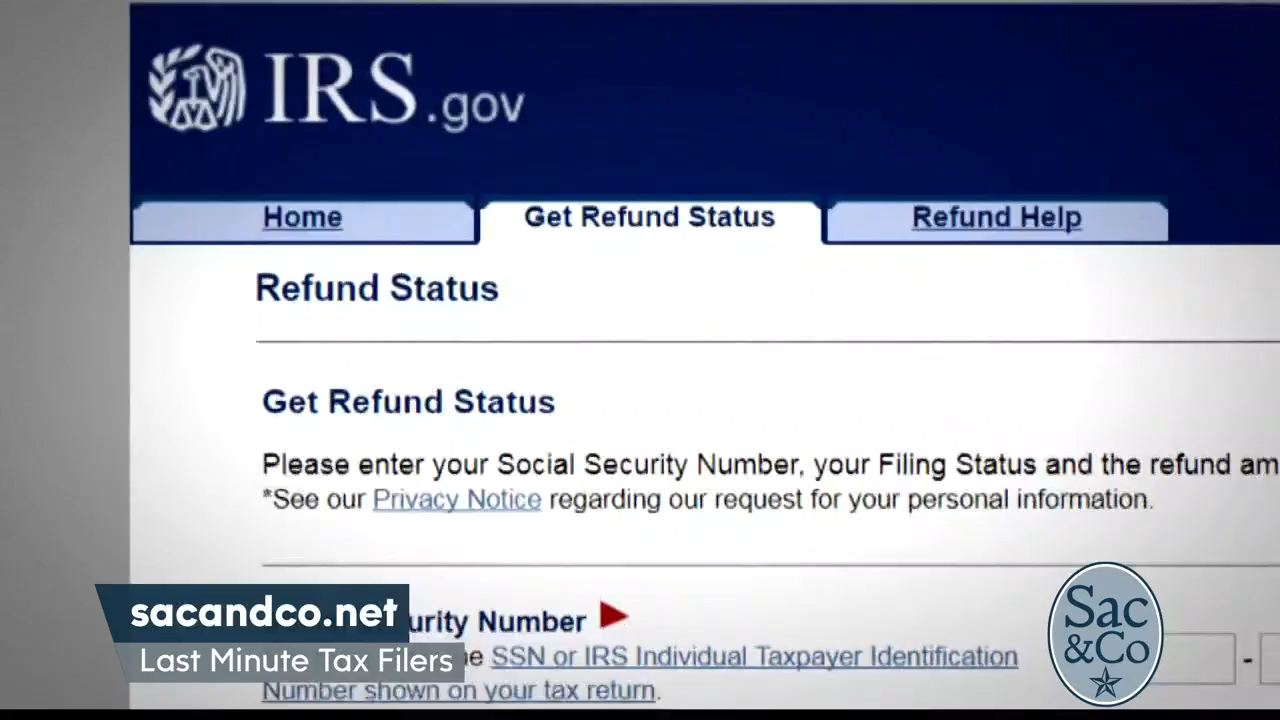 IRS.gov
Home
Get Refund Status
Refund Help
Refund Status
Get Refund Status
Please enter your Social Security Number, your Filing Status and the refund am
*See our Privacy Notice regarding our request for your personal information.
urity Number
e SSN or IRS Individual Taxpayer Identification
Number shown on your tax return.
-
sacandco.net
Last Minute Tax Filers
Sac
&Co